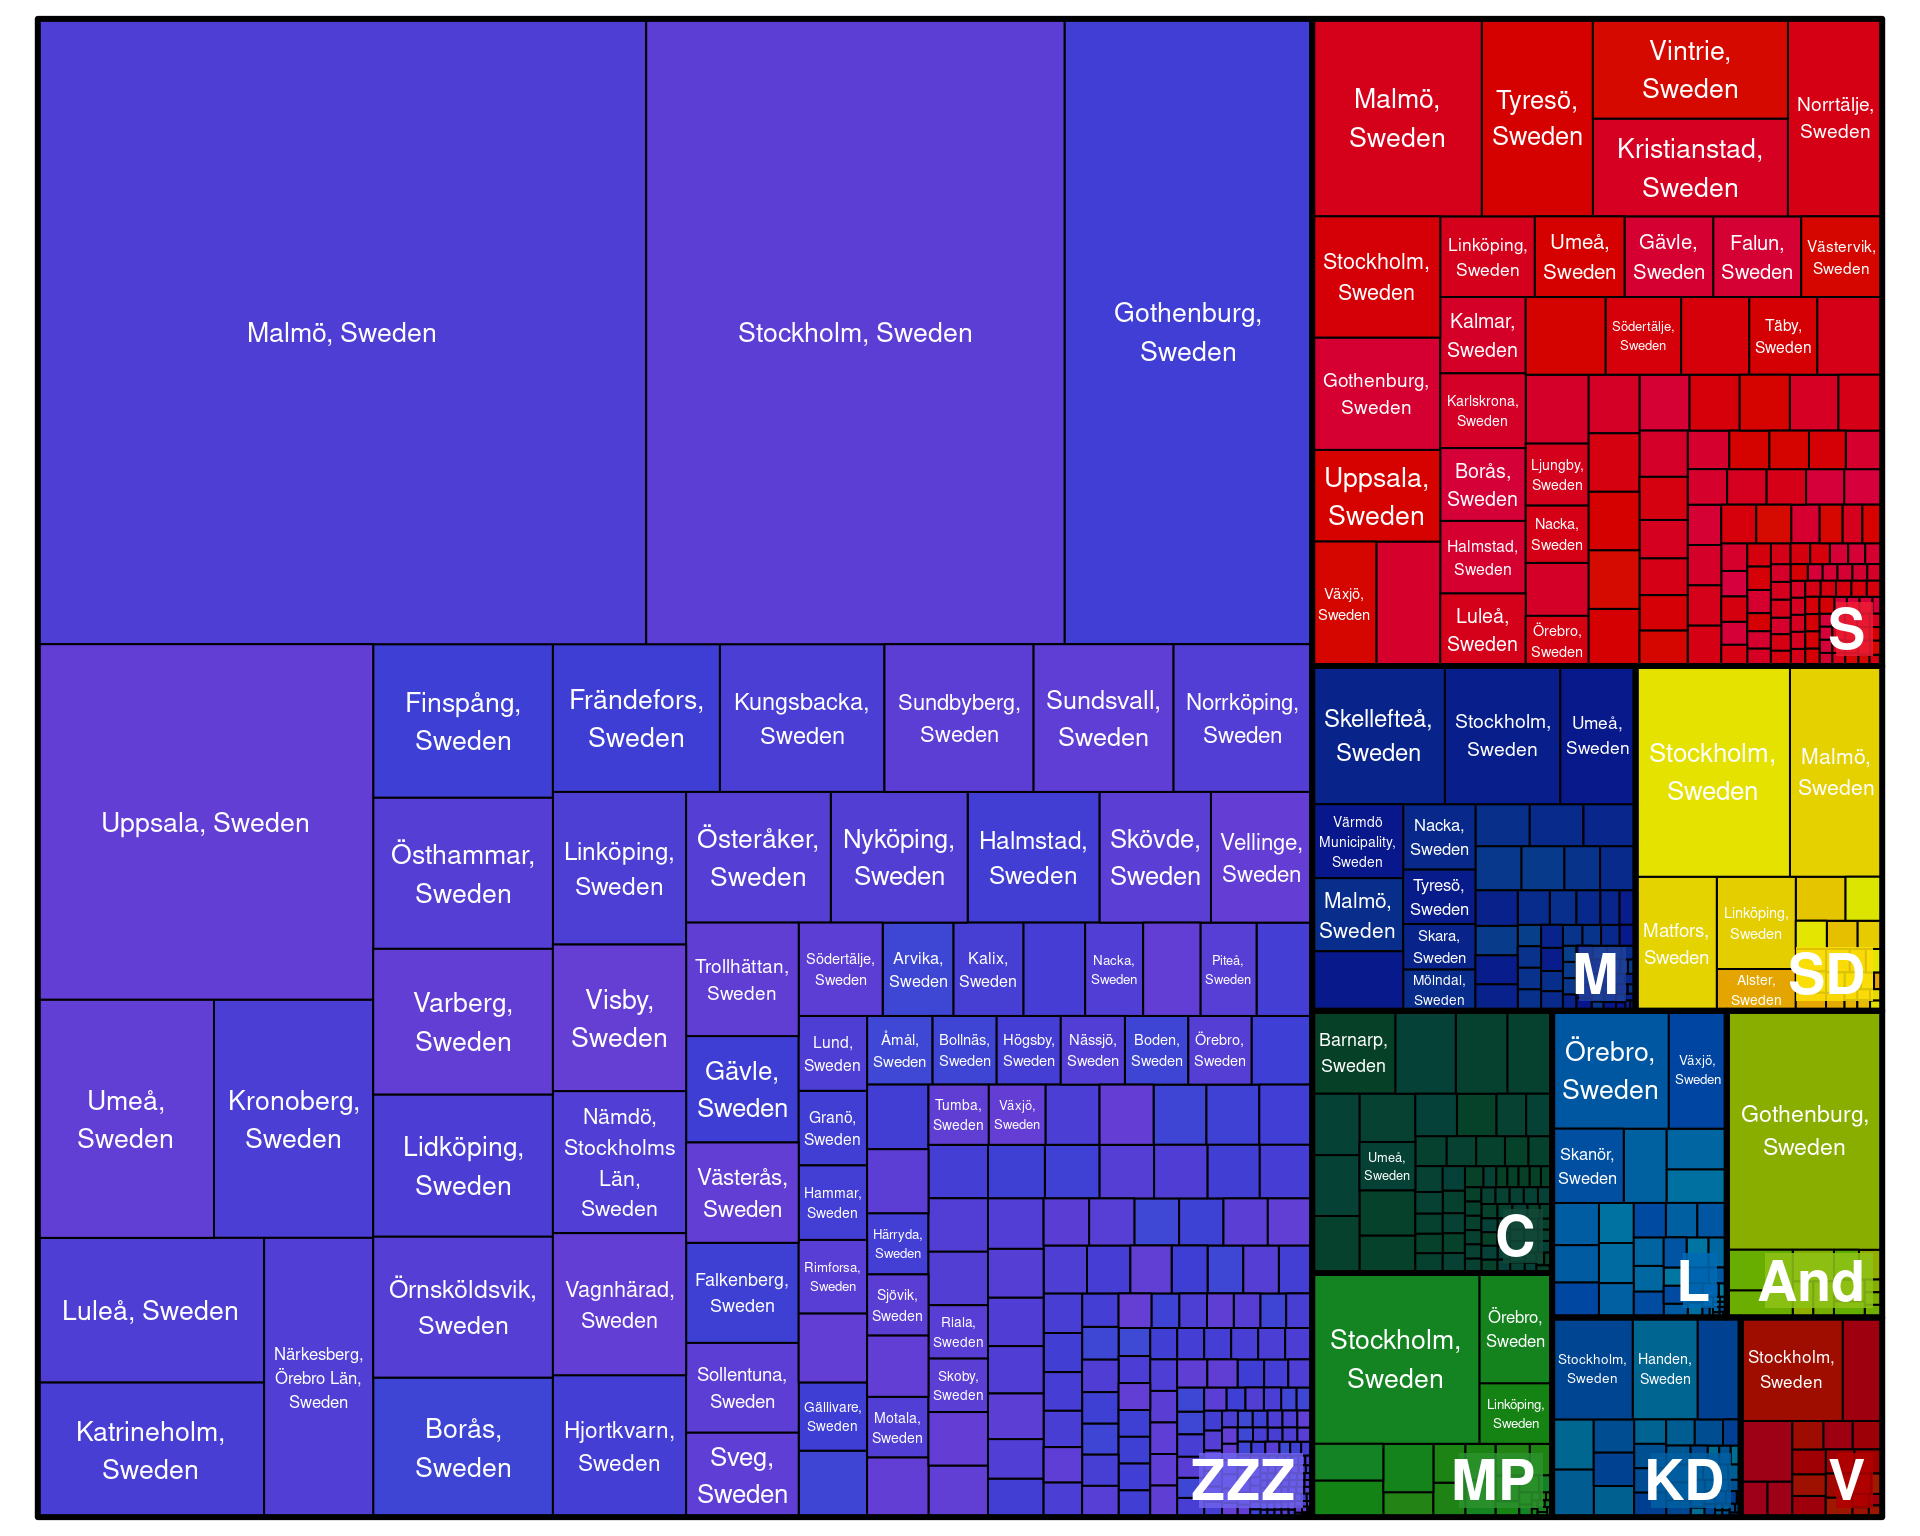 Malmö, Sweden
Stockholm, Sweden
Gothenburg,
Sweden
Uppsala, Sweden
Umeå,
Sweden
Kronoberg,
Sweden
Luleå, Sweden
Katrineholm,
Sweden
Närkesberg,
Örebro Län,
Sweden
Finspång,
Sweden
Östhammar,
Sweden
Varberg,
Sweden
Lidköping,
Sweden
Örnsköldsvik,
Sweden
Borås,
Sweden
Frändefors,
Sweden
Kungsbacka,
Sweden
Sundbyberg,
Sweden
Sundsvall,
Sweden
Norrköping,
Sweden
Linköping,
Sweden
Visby,
Sweden
Nämdö,
Stockholms
Län,
Sweden
Vagnhärad,
Sweden
Hjortkvarn,
Sweden
Österåker,
Sweden
Nyköping,
Sweden
Halmstad,
Sweden
Skövde,
Sweden
Vellinge,
Sweden
Trollhättan,
Sweden
Gävle,
Sweden
Västerås,
Sweden
Falkenberg,
Sweden
Sollentuna,
Sweden
Sveg,
Sweden
Södertälje,
Sweden
Arvika,
Sweden
Kalix,
Sweden
Nacka,
Sweden
Piteå,
Sweden
Lund,
Sweden
Granö,
Sweden
Hammar,
Sweden
Rimforsa,
Sweden
Gällivare,
Sweden
Åmål,
Sweden
Bollnäs,
Sweden
Högsby,
Sweden
Nässjö,
Sweden
Boden,
Sweden
Örebro,
Sweden
Härryda,
Sweden
Sjövik,
Sweden
Motala,
Sweden
Tumba,
Sweden
Växjö,
Sweden
Riala,
Sweden
Skoby,
Sweden
ZZZ
Malmö,
Sweden
Tyresö,
Sweden
Vintrie,
Sweden
Kristianstad,
Sweden
Norrtälje,
Sweden
Stockholm,
Sweden
Gothenburg,
Sweden
Uppsala,
Sweden
Växjö,
Sweden
Linköping,
Sweden
Umeå,
Sweden
Gävle,
Sweden
Falun,
Sweden
Västervik,
Sweden
Kalmar,
Sweden
Karlskrona,
Sweden
Borås,
Sweden
Halmstad,
Sweden
Luleå,
Sweden
Södertälje,
Sweden
Täby,
Sweden
Ljungby,
Sweden
Nacka,
Sweden
Örebro,
Sweden
S
Skellefteå,
Sweden
Stockholm,
Sweden
Umeå,
Sweden
Värmdö
Municipality,
Sweden
Malmö,
Sweden
Nacka,
Sweden
Tyresö,
Sweden
Skara,
Sweden
Mölndal,
Sweden
M
Stockholm,
Sweden
Malmö,
Sweden
Matfors,
Sweden
Linköping,
Sweden
Alster,
Sweden
SD
Barnarp,
Sweden
Umeå,
Sweden
C
Örebro,
Sweden
Växjö,
Sweden
Skanör,
Sweden
L
Gothenburg,
Sweden
And
Stockholm,
Sweden
Örebro,
Sweden
Linköping,
Sweden
MP
Stockholm,
Sweden
Handen,
Sweden
KD
Stockholm,
Sweden
V